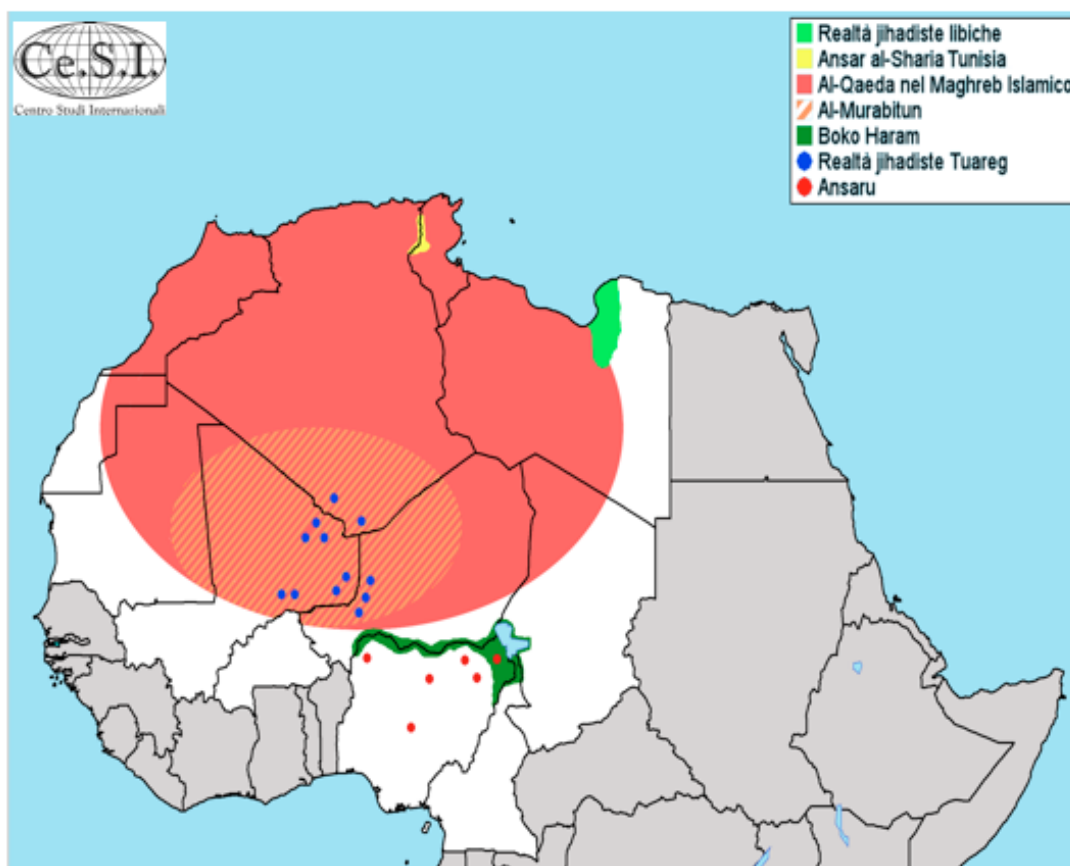 Ce.S.I.
Centro Studi Internazionali
Realtà jihadiste libiche
Ansar al-Sharia Tunisia
Al-Qaeda nel Maghreb Islamico
Al-Murabitun
Boko Haram
Realtà jihadiste Tuareg
Ansaru